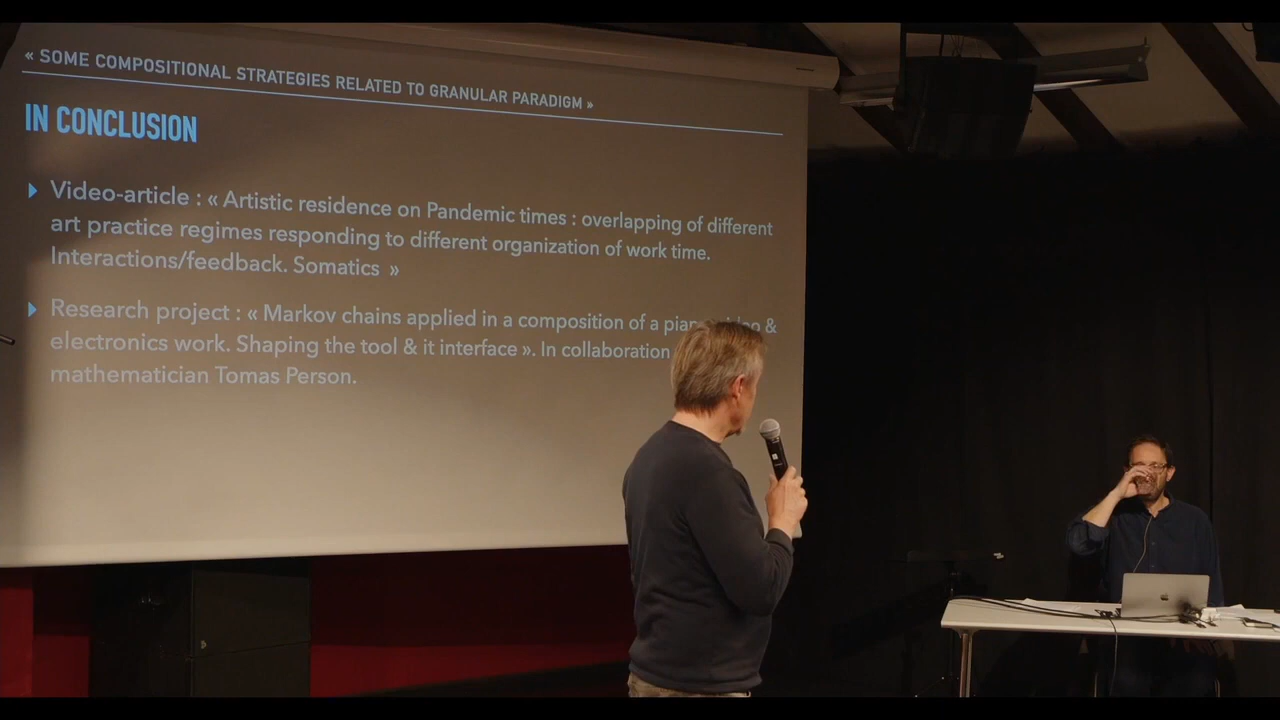 « SOME COMPOSITIONAL STRATEGIES RELATED TO GRANULAR PARADIGM »
IN CONCLUSION
Video-article : « Artistic residence on Pandemic times : overlapping of different
art practice regimes responding to different organization of work time.
Interactions/feedback. Somatics »
Research project : « Markov chains applied in a composition of a &
electronics work. Shaping the tool & it interface ». In collaboration
mathematician Tomas Person.